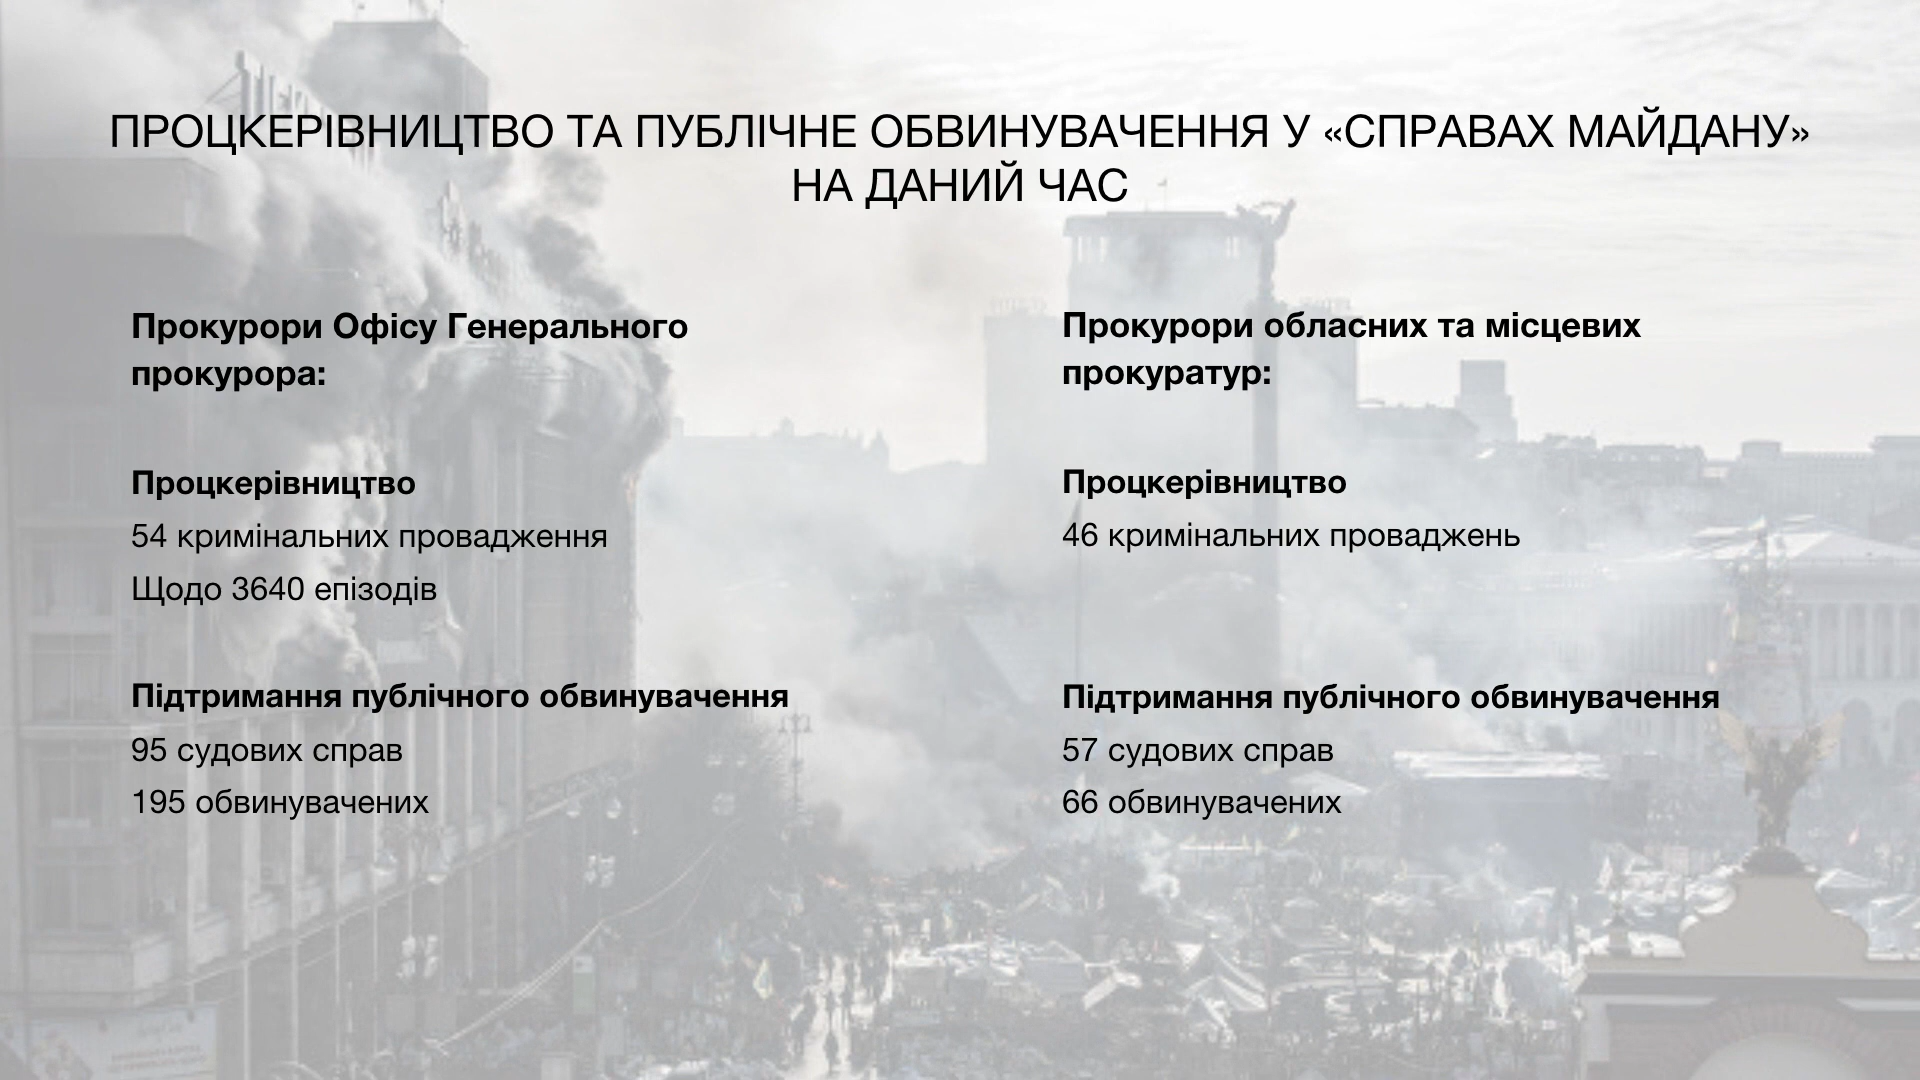 ПРОЦКЕРІВНИЦТВО ТА ПУБЛІЧНЕ ОБВИНУВАЧЕННЯ У «СПРАВАХ МАЙДАНУ»
НА ДАНИЙ ЧАС
Прокурори Офісу Генерального
прокурора:
Процкерівництво
54 кримінальних провадження
Щодо 3640 епізодів
Підтримання публічного обвинувачення
95 судових справ
195 обвинувачених
Прокурори обласних та місцевих
прокуратур:
Процкерівництво
46 кримінальних проваджень
Підтримання публічного обвинувачення
57 судових справ
66 обвинувачених